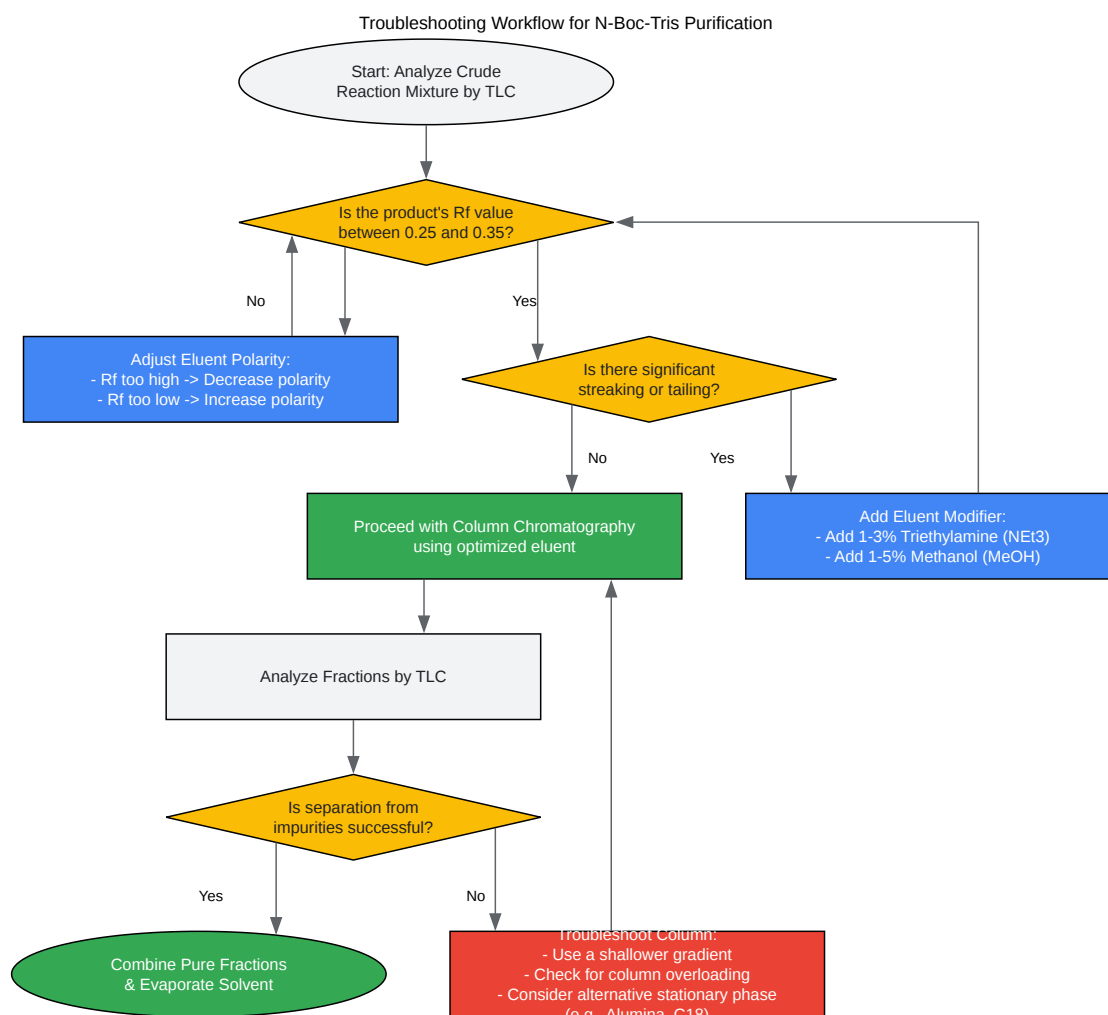 Troubleshooting Workflow for N-Boc-Tris Purification
Start: Analyze Crude
Reaction Mixture by TLC
Is the product's Rf value
between 0.25 and 0.35?
No
Yes
Adjust Eluent Polarity:
- Rf too high -> Decrease polarity
- Rf too low -> Increase polarity
Is there significant
streaking or tailing?
No
Yes
Proceed with Column Chromatography
using optimized eluent
Add Eluent Modifier:
- Add 1-3% Triethylamine (NEt3)
- Add 1-5% Methanol (MeOH)
Analyze Fractions by TLC
Is separation from
impurities successful?
Yes
No
Combine Pure Fractions
& Evaporate Solvent
Troubleshoot Column:
- Use a shallower gradient
- Check for column overloading
- Consider alternative stationary phase
(e.g., Alumina, C18)